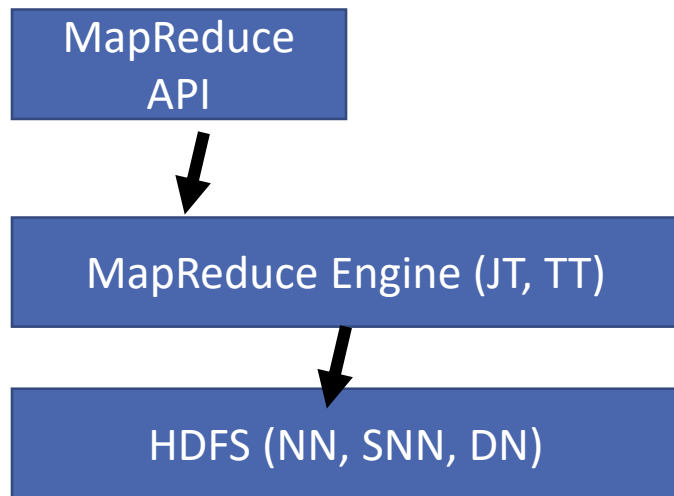 MapReduce
API
MapReduce Engine (JT, TT)
HDFS (NN, SNN, DN)